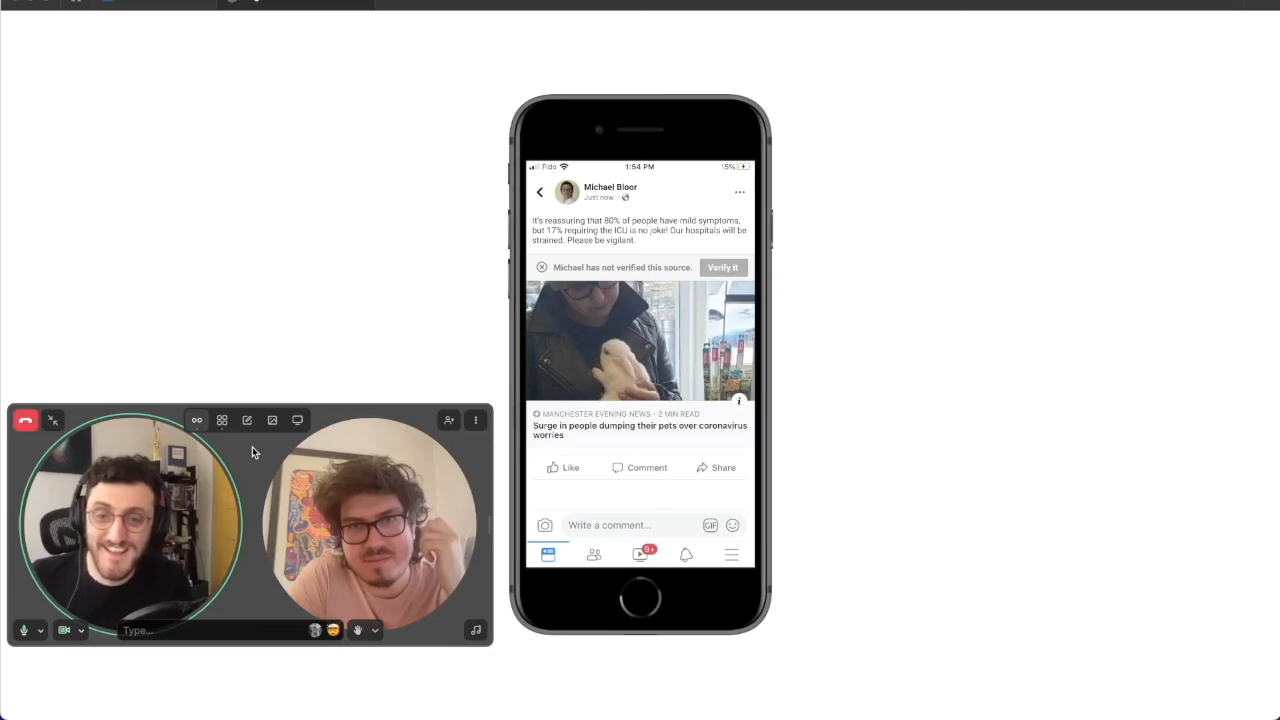 Fido
1:54 PM
15%
Michael Bloor
Just now
It's reassuring that 80% of people have mild symptoms,
but 17% requiring the ICU is no joke! Our hospitals will be
strained. Please be vigilant.
Michael has not verified this source.
Verify it
i
MANCHESTER EVENING NEWS - 2 MIN READ
Surge in people dumping their pets over coronavirus
worries
Like
Comment
Share
Write a comment...
GIF
9+
Type...